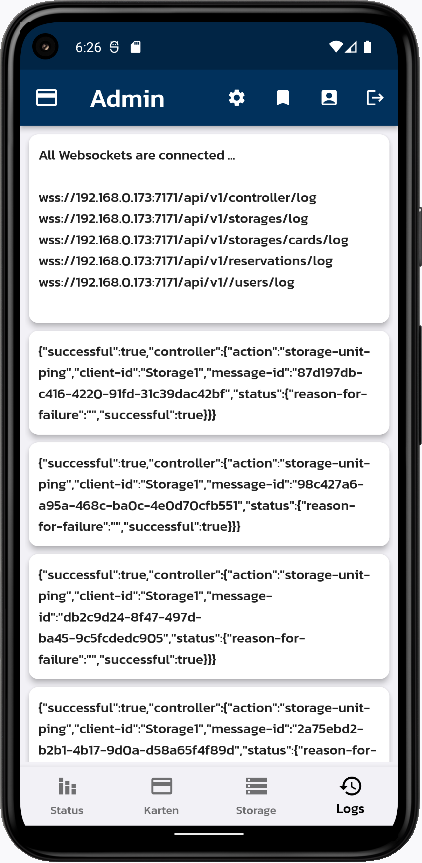 6:26
Admin
All Websockets are connected ...
wss://192.168.0.173:7171/api/v1/controller/log
wss://192.168.0.173:7171/api/v1/storages/log
wss://192.168.0.173:7171/api/v1/storages/cards/log
wss://192.168.0.173:7171/api/v1/reservations/log
wss://192.168.0.173:7171/api/v1//users/log
{"successful":true,"controller":{"action":"storage-unit-
ping","client-id":"Storage1","message-id":"87d197db-
c416-4220-91fd-31c39dac42bf","status":{"reason-for-
failure":"","successful":true}}}
{"successful":true,"controller":{"action":"storage-unit-
ping","client-id":"Storage1","message-id":"98c427a6-
a95a-468c-ba0c-4e0d70cfb551","status":{"reason-
for-failure":"","successful":true}}}
{"successful":true,"controller":{"action":"storage-unit-
ping","client-id":"Storage1","message-
id":"db2c9d24-8f47-497d-
ba45-9c5fcdedc905","status":{"reason-for-
failure":"","successful":true}}}
{"successful":true,"controller":{"action":"storage-unit-
ping","client-id":"Storage1","message-id":"2a75ebd2-
b2b1-4b17-9d0a-d58a65f4f89d","status":{"reason-for-
Status
Karten
Storage
Logs